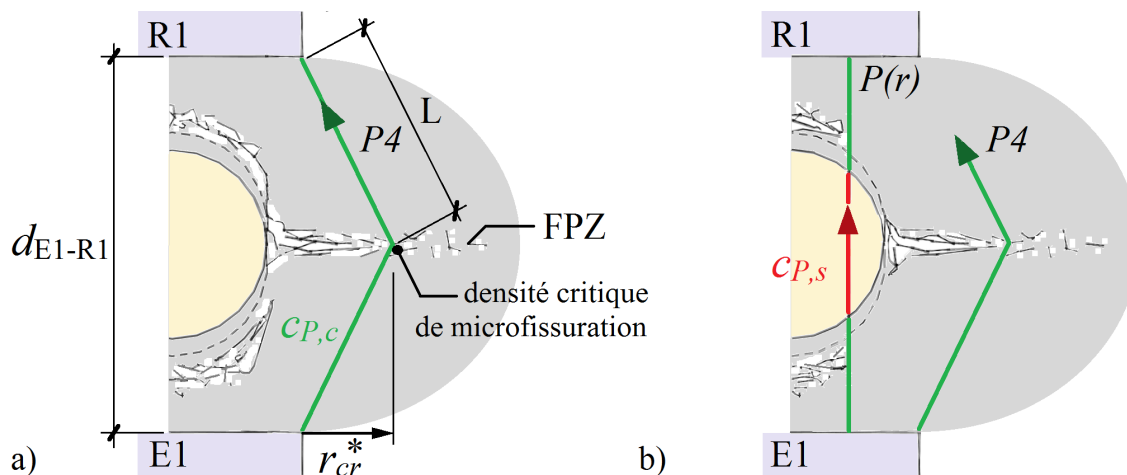 R1
L
P4
d_E1-R1
FPZ
densité critique
de microfissuration
c_P,c
a)
E1
r_cr*
R1
P(r)
P4
c_P,s
b)
E1